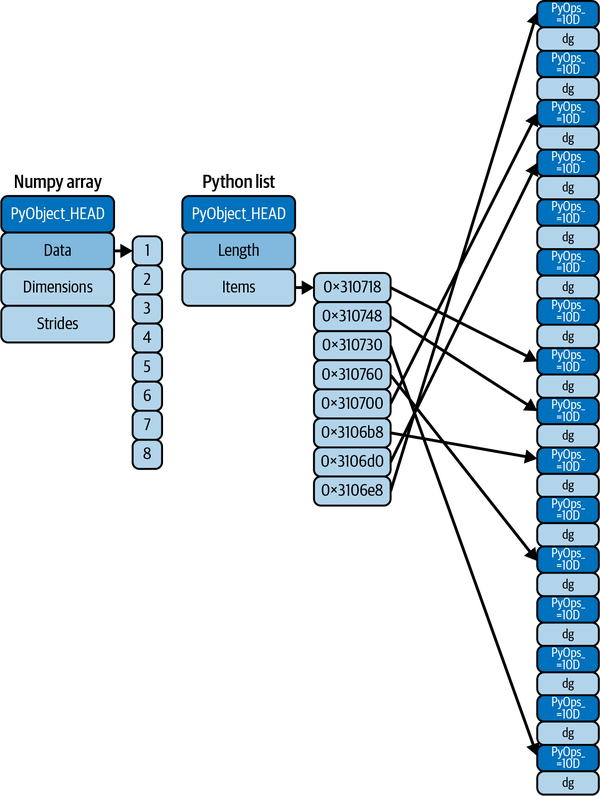 Numpy array
PyObject_HEAD
Data
Dimensions
Strides
1
2
3
4
5
6
7
8
Python list
PyObject_HEAD
Length
Items
0×310718
0×310748
0×310730
0×310760
0×310700
0×3106b8
0×3106d0
0×3106e8
PyOps_
=10D
dg
PyOps_
=10D
dg
PyOps_
=10D
dg
PyOps_
=10D
dg
PyOps_
=10D
dg
PyOps_
=10D
dg
PyOps_
=10D
dg
PyOps_
=10D
dg
PyOps_
=10D
dg
PyOps_
=10D
dg
PyOps_
=10D
dg
PyOps_
=10D
dg
PyOps_
=10D
dg
PyOps_
=10D
dg
PyOps_
=10D
dg
PyOps_
=10D
dg